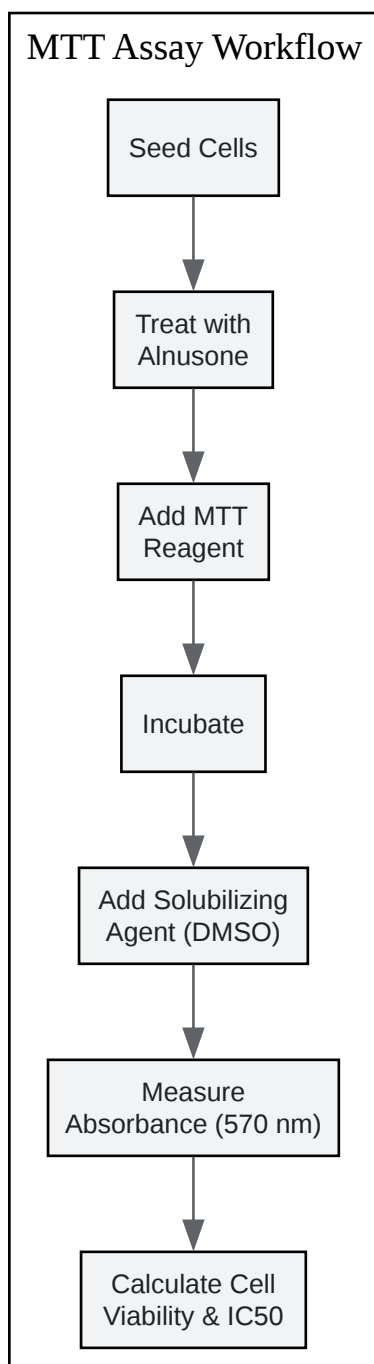 MTT Assay Workflow
Seed Cells
Treat with
Alnusone
Add MTT
Reagent
Incubate
Add Solubilizing
Agent (DMSO)
Measure
Absorbance (570 nm)
Calculate Cell
Viability & IC50